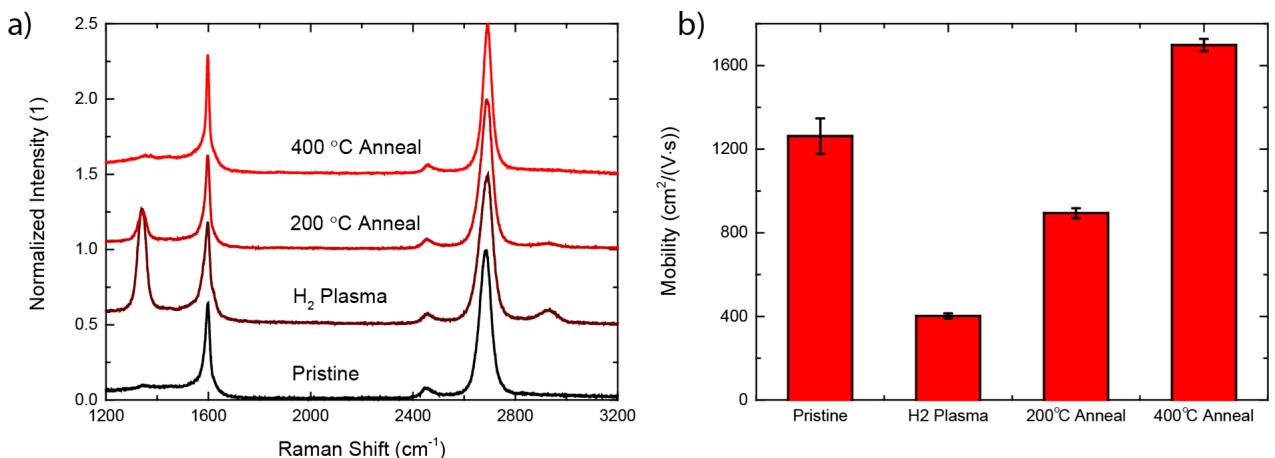 a)
Normalized Intensity (1)
2.5
2.0
1.5
1.0
0.5
0.0
400 °C Anneal
200 °C Anneal
H2 Plasma
Pristine
1200 1600 2000 2400 2800 3200
Raman Shift (cm-1)
b)
Mobility (cm2/(V·s))
1600
1200
800
400
0
Pristine H2 Plasma 200°C Anneal 400°C Anneal